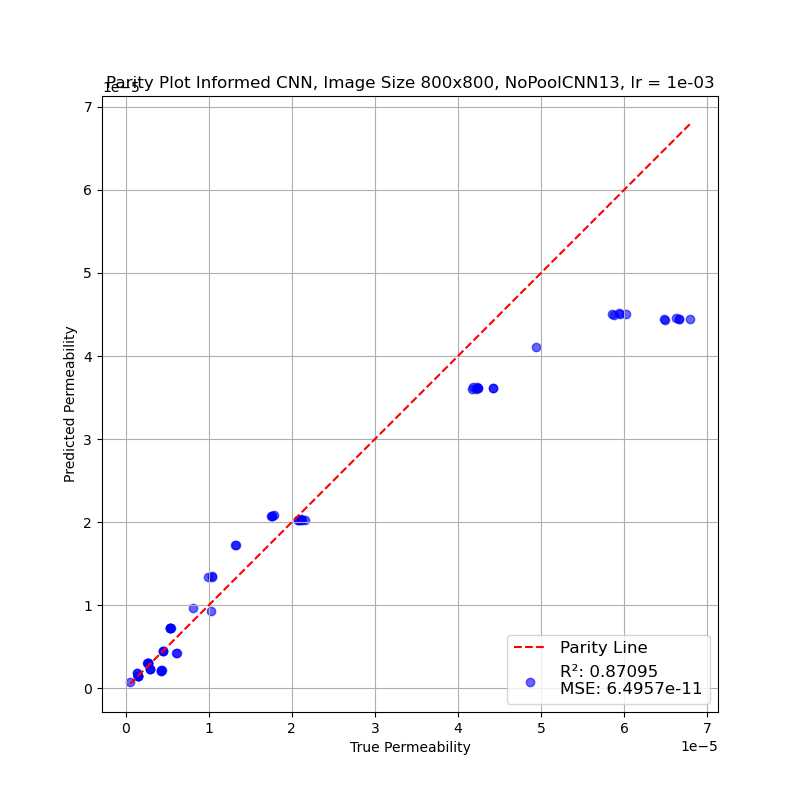 Parity Plot Informed CNN, Image Size 800x800, NoPoolCNN13, lr = 1e-03
1e−5
7
6
5
4
3
2
1
0
Predicted Permeability
Parity Line
R²: 0.87095
MSE: 6.4957e-11
0 1 2 3 4 5 6 7
1e−5
True Permeability